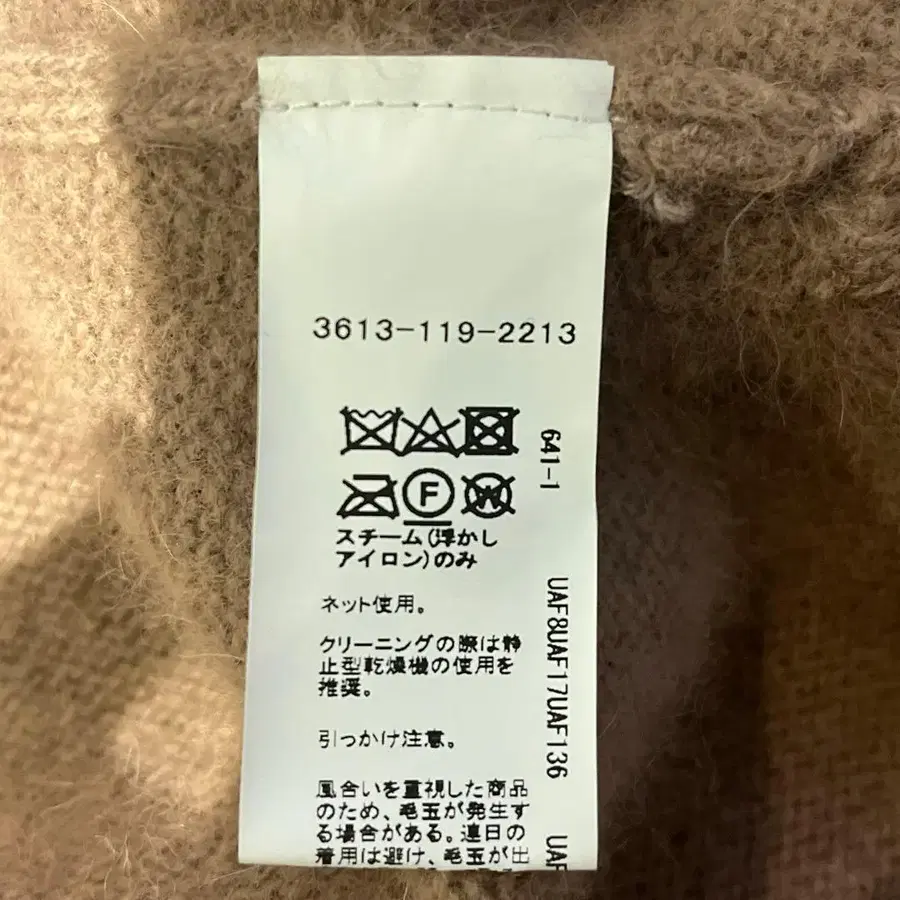 3613-119-2213
F
W
スチーム(浮かし
アイロン)のみ
ネット使用。
クリーニングの際は静
止型乾燥機の使用を
推奨。
引っかけ注意。
風合いを重視した商品
のため、毛玉が発生す
る場合がある。連日の
着用は避け、毛玉が出
641-1
UAF8UAF17UAF136
UAF